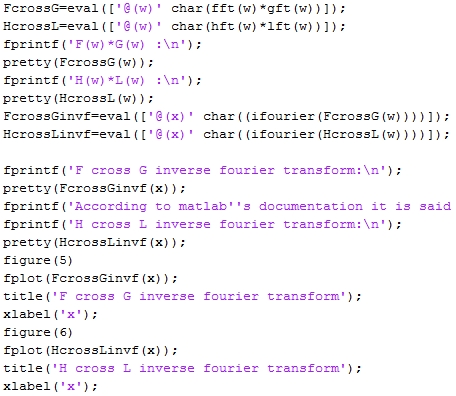 FcrossG=eval(['@(w)' char(fft(w)*gft(w))]);
HcrossL=eval(['@(w)' char(hft(w)*lft(w))]);
fprintf('F(w)*G(w) :\n');
pretty(FcrossG(w));
fprintf('H(w)*L(w) :\n');
pretty(HcrossL(w));
FcrossGinvf=eval(['@(x)' char((ifourier(FcrossG(w))))]);
HcrossLinvf=eval(['@(x)' char((ifourier(HcrossL(w))))]);
fprintf('F cross G inverse fourier transform:\n');
pretty(FcrossGinvf(x));
fprintf('According to matlab''s documentation it is said
fprintf('H cross L inverse fourier transform:\n');
pretty(HcrossLinvf(x));
figure(5)
fplot(FcrossGinvf(x));
title('F cross G inverse fourier transform');
xlabel('x');
figure(6)
fplot(HcrossLinvf(x));
title('H cross L inverse fourier transform');
xlabel('x');